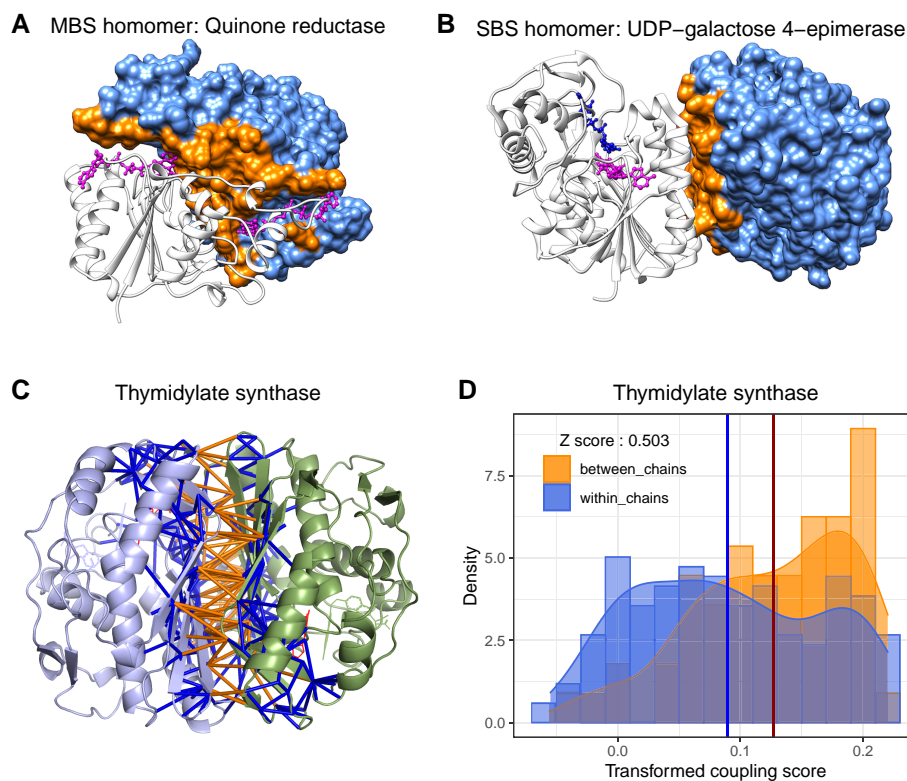 A MBS homomer: Quinone reductase
B SBS homomer: UDP−galactose 4−epimerase
C Thymidylate synthase
D Thymidylate synthase
Z score : 0.503
between_chains
within_chains
Density
7.5
5.0
2.5
0.0
0.0 0.1 0.2
Transformed coupling score